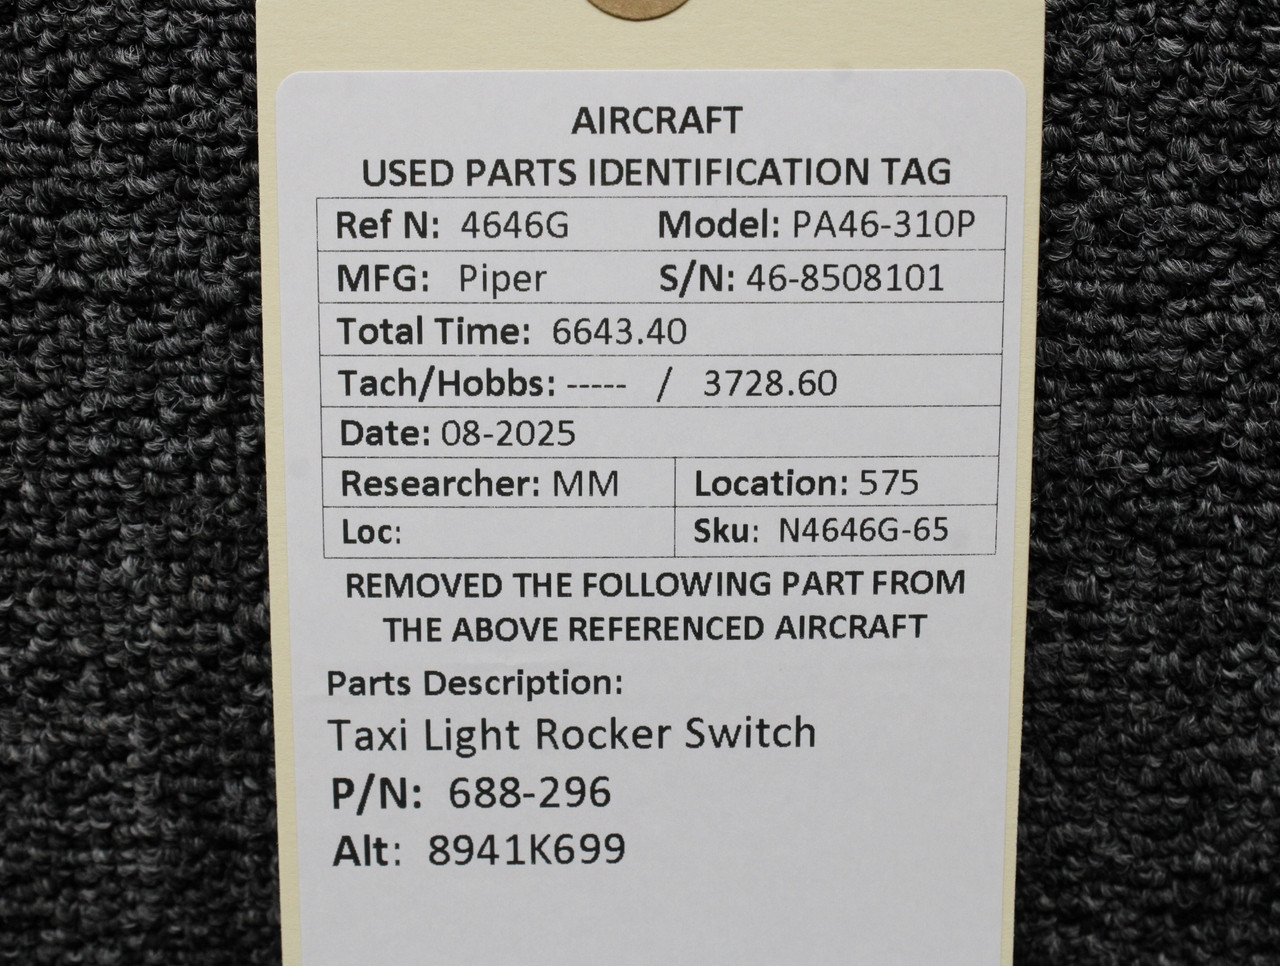 AIRCRAFT
USED PARTS IDENTIFICATION TAG
Ref N: 4646G Model: PA46-310P
MFG: Piper S/N: 46-8508101
Total Time: 6643.40
Tach/Hobbs: ----- / 3728.60
Date: 08-2025
Researcher: MM Location: 575
Loc: Sku: N4646G-65
REMOVED THE FOLLOWING PART FROM
THE ABOVE REFERENCED AIRCRAFT
Parts Description:
Taxi Light Rocker Switch
P/N: 688-296
Alt: 8941K699